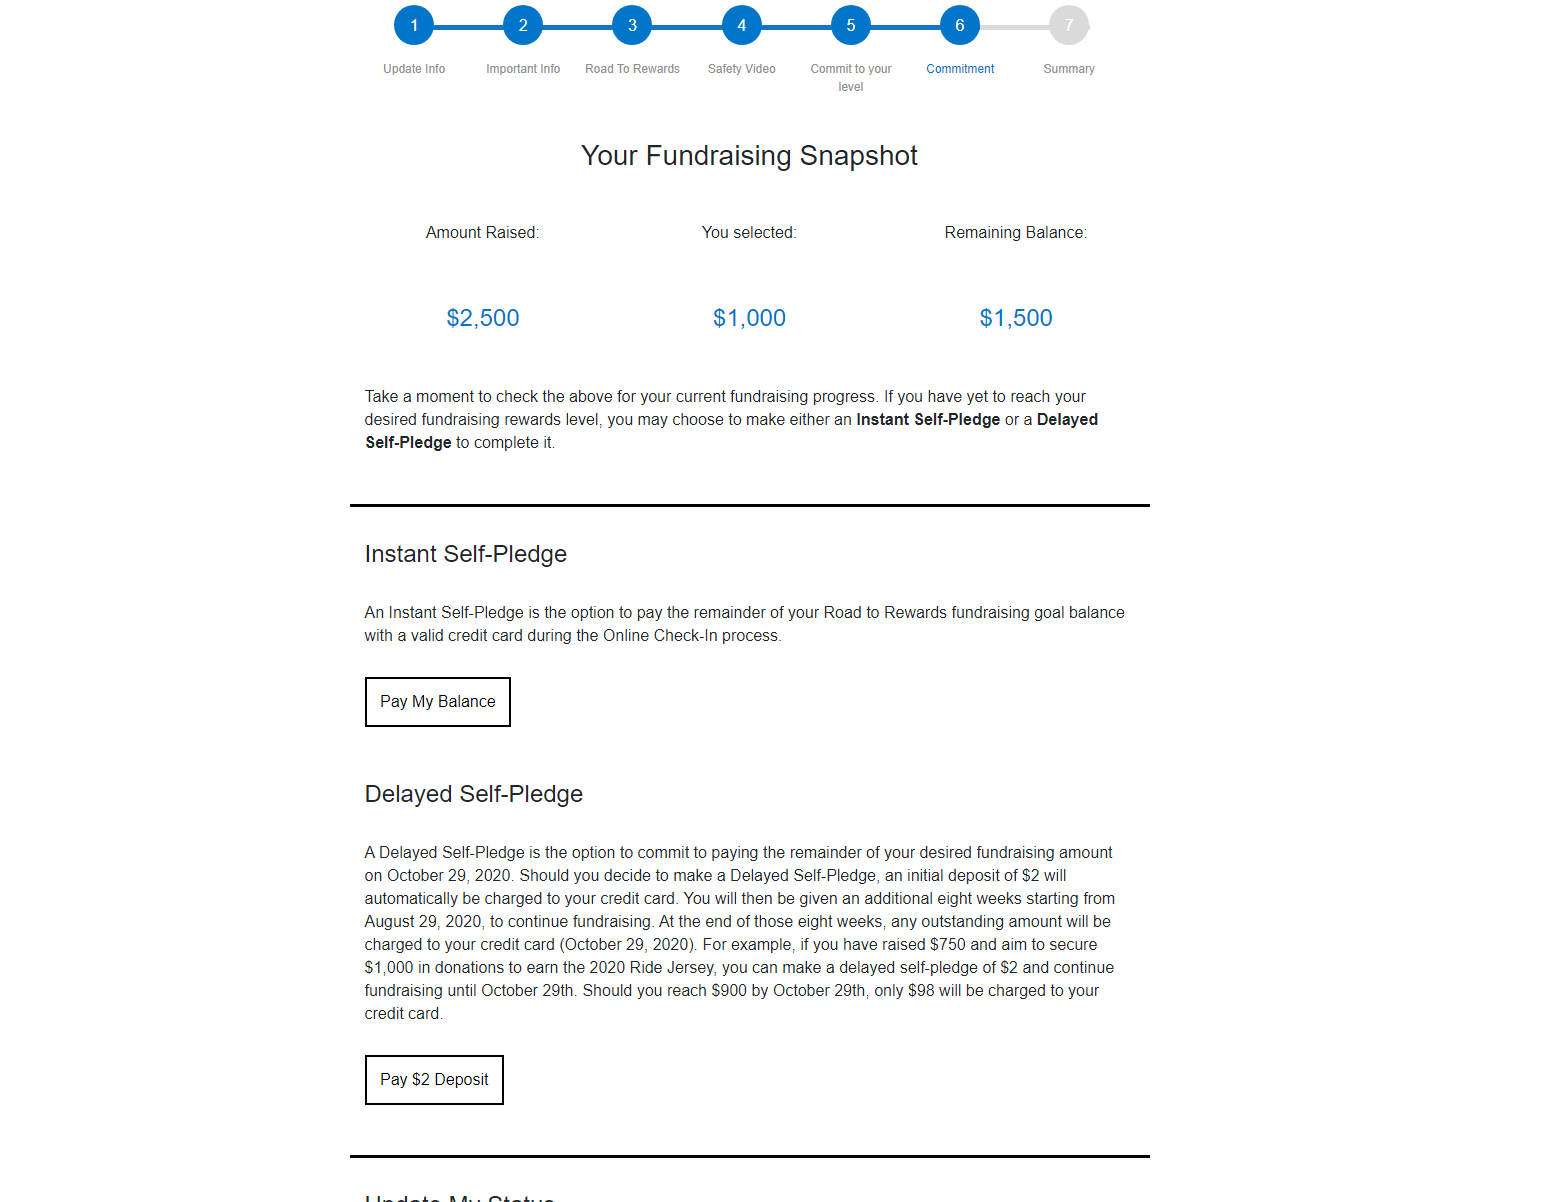 1 2 3 4 5 6 7
Update Info Important Info Road To Rewards Safety Video Commit to your level Commitment Summary
Your Fundraising Snapshot
Amount Raised: You selected: Remaining Balance:
$2,500 $1,000 $1,500
Take a moment to check the above for your current fundraising progress. If you have yet to reach your
desired fundraising rewards level, you may choose to make either an Instant Self-Pledge or a Delayed
Self-Pledge to complete it.
Instant Self-Pledge
An Instant Self-Pledge is the option to pay the remainder of your Road to Rewards fundraising goal balance
with a valid credit card during the Online Check-In process.
Pay My Balance
Delayed Self-Pledge
A Delayed Self-Pledge is the option to commit to paying the remainder of your desired fundraising amount
on October 29, 2020. Should you decide to make a Delayed Self-Pledge, an initial deposit of $2 will
automatically be charged to your credit card. You will then be given an additional eight weeks starting from
August 29, 2020, to continue fundraising. At the end of those eight weeks, any outstanding amount will be
charged to your credit card (October 29, 2020). For example, if you have raised $750 and aim to secure
$1,000 in donations to earn the 2020 Ride Jersey, you can make a delayed self-pledge of $2 and continue
fundraising until October 29th. Should you reach $900 by October 29th, only $98 will be charged to your
credit card.
Pay $2 Deposit
Update My Status